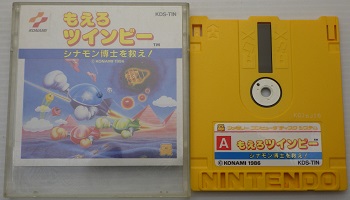 KONAMI
KDS-TIN
もえろ
ツインビー
TM
シナモン博士を救え!
© KONAMI 1986
A
もえろツインビー
シナモン博士を救え!
©KONAMI 1986
KDS-TIN
NINTENDO